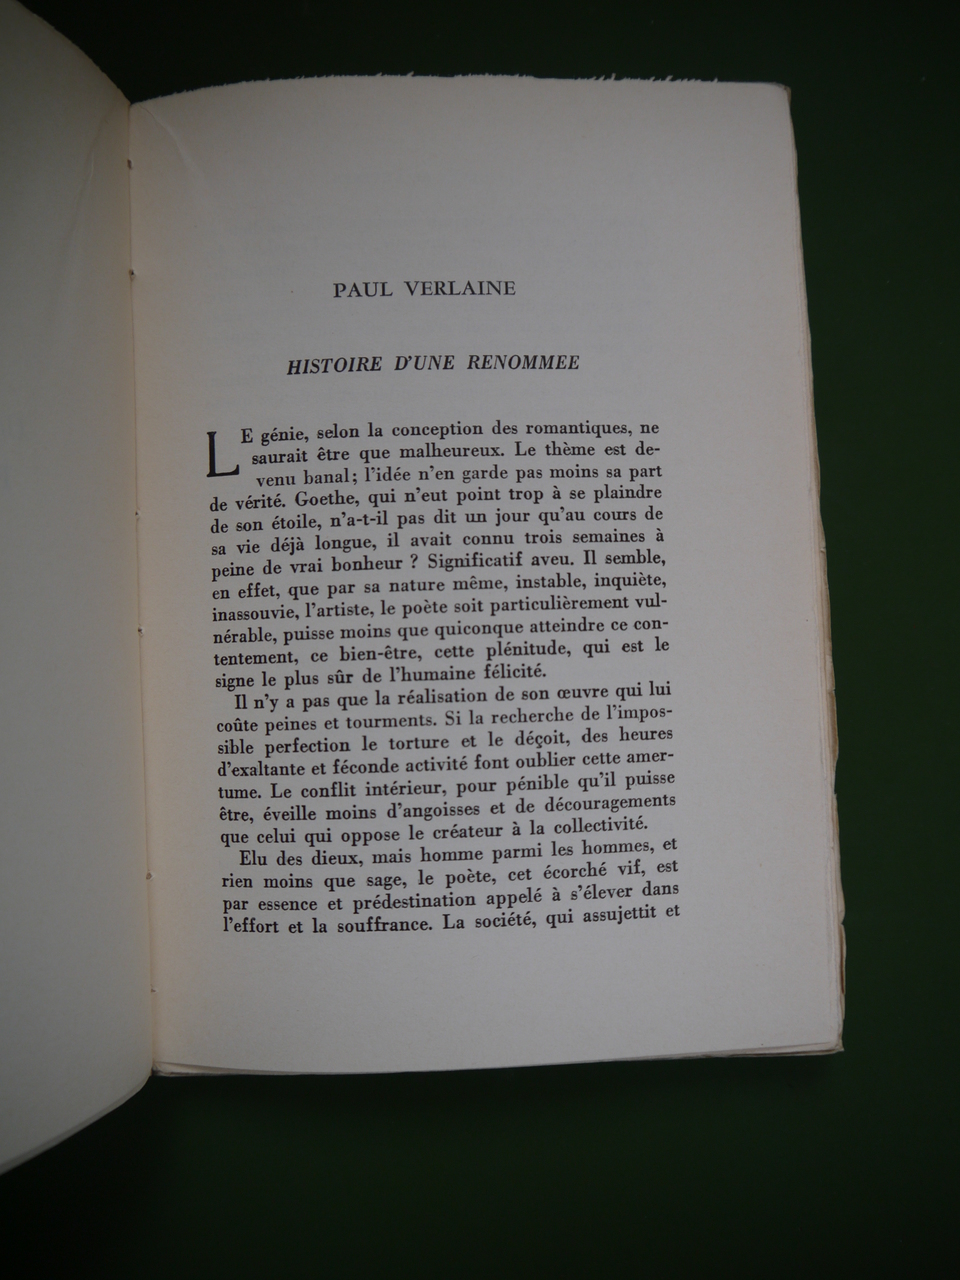 PAUL VERLAINE
HISTOIRE D'UNE RENOMMEE
LE génie, selon la conception des romantiques, ne
saurait être que malheureux. Le thème est de-
venu banal; l'idée n'en garde pas moins sa part
de vérité. Goethe, qui n'eut point trop à se plaindre
de son étoile, n'a-t-il pas dit un jour qu'au cours de
sa vie déjà longue, il avait connu trois semaines à
peine de vrai bonheur ? Significatif aveu. Il semble,
en effet, que par sa nature même, instable, inquiète,
inassouvie, l'artiste, le poète soit particulièrement vul-
nérable, puisse moins que quiconque atteindre ce con-
tentement, ce bien-être, cette plénitude, qui est le
signe le plus sûr de l'humaine félicité.
Il n'y a pas que la réalisation de son œuvre qui lui
coûte peines et tourments. Si la recherche de l'impos-
sible perfection le torture et le déçoit, des heures
d'exaltante et féconde activité font oublier cette amer-
tume. Le conflit intérieur, pour pénible qu'il puisse
être, éveille moins d'angoisses et de découragements
que celui qui oppose le créateur à la collectivité.
Elu des dieux, mais homme parmi les hommes, et
rien moins que sage, le poète, cet écorché vif, est
par essence et prédestination appelé à s'élever dans
l'effort et la souffrance. La société, qui assujettit et